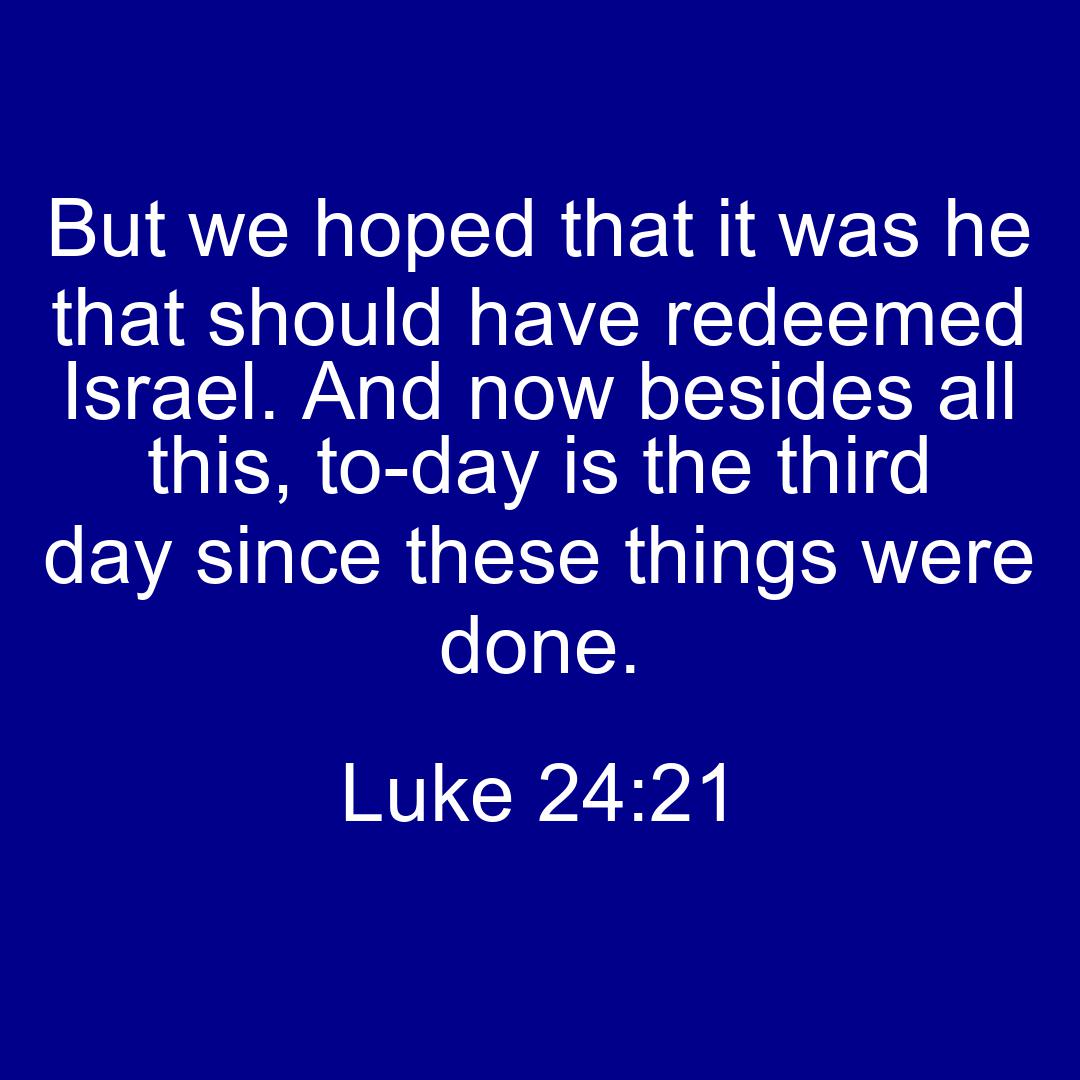 But we hoped that it was he
that should have redeemed
Israel. And now besides all
this, to-day is the third
day since these things were
done.
Luke 24:21